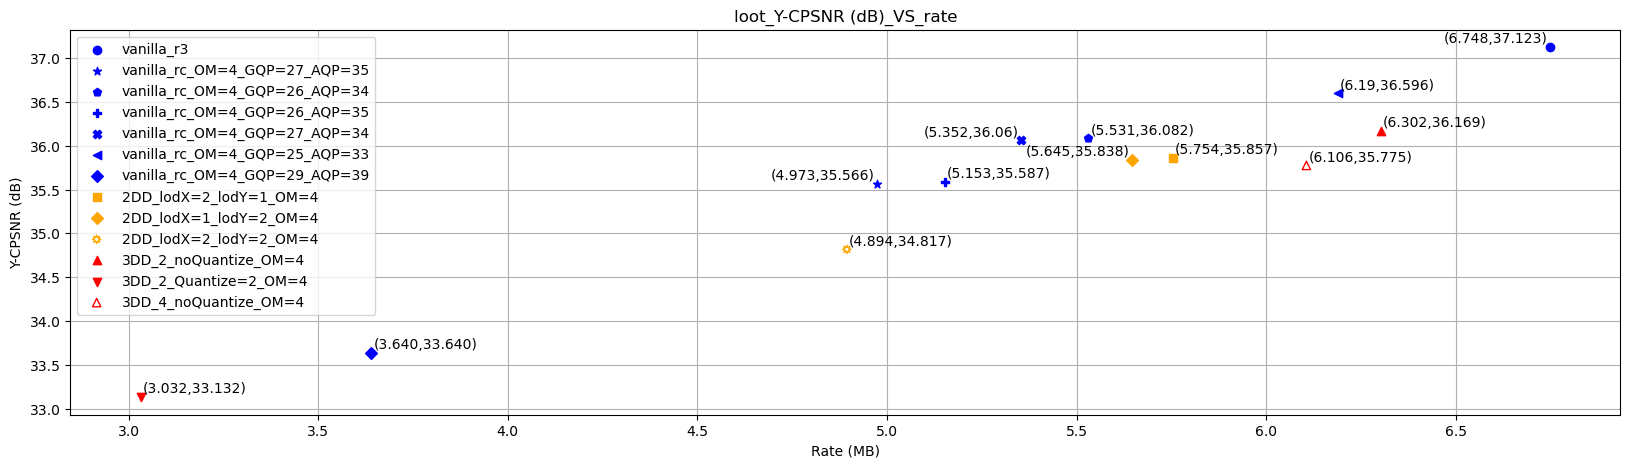 loot_Y-CPSNR (dB)_VS_rate
vanilla_r3
vanilla_rc_OM=4_GQP=27_AQP=35
vanilla_rc_OM=4_GQP=26_AQP=34
vanilla_rc_OM=4_GQP=26_AQP=35
vanilla_rc_OM=4_GQP=27_AQP=34
vanilla_rc_OM=4_GQP=25_AQP=33
vanilla_rc_OM=4_GQP=29_AQP=39
2DD_lodX=2_lodY=1_OM=4
2DD_lodX=1_lodY=2_OM=4
2DD_lodX=2_lodY=2_OM=4
3DD_2_noQuantize_OM=4
3DD_2_Quantize=2_OM=4
3DD_4_noQuantize_OM=4
(6.748,37.123)
(6.19,36.596)
(6.302,36.169)
(5.352,36.06)
(5.531,36.082)
(5.645,35.838)
(5.754,35.857)
(6.106,35.775)
(4.973,35.566)
(5.153,35.587)
(4.894,34.817)
(3.640,33.640)
(3.032,33.132)
Y-CPSNR (dB)
37.0
36.5
36.0
35.5
35.0
34.5
34.0
33.5
33.0
3.0 3.5 4.0 4.5 5.0 5.5 6.0 6.5
Rate (MB)